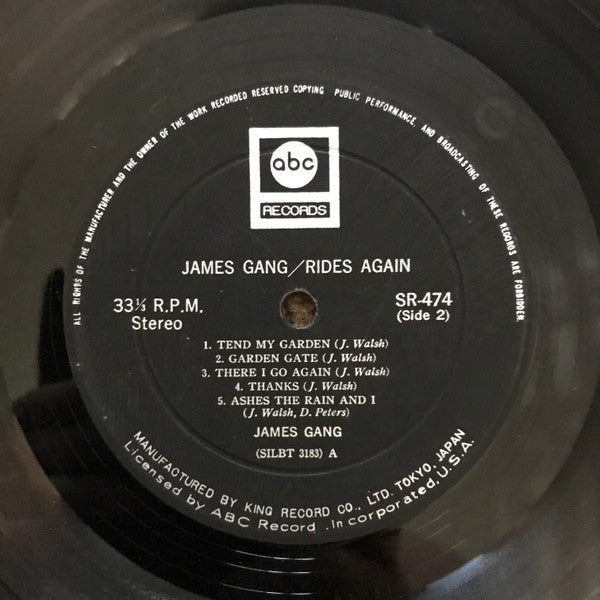 ALL RIGHTS OF THE MANUFACTURER AND THE OWNER OF THE WORK RECORDED RESERVED COPYING PUBLIC PERFORMANCE, AND BROADCASTING OF THESE RECORDS ARE FORBIDDEN.
abc
RECORDS
JAMES GANG/RIDES AGAIN
33⅓ R.P.M. SR-474
Stereo (Side 2)
1. TEND MY GARDEN (J. Walsh)
2. GARDEN GATE (J. Walsh)
3. THERE I GO AGAIN (J. Walsh)
4. THANKS (J. Walsh)
5. ASHES THE RAIN AND I
(J. Walsh, D. Peters)
JAMES GANG
(SILBT 3183) A
MANUFACTURED BY KING RECORD CO., LTD. TOKYO, JAPAN
Licensed by ABC Record .Incorporated, U.S.A.